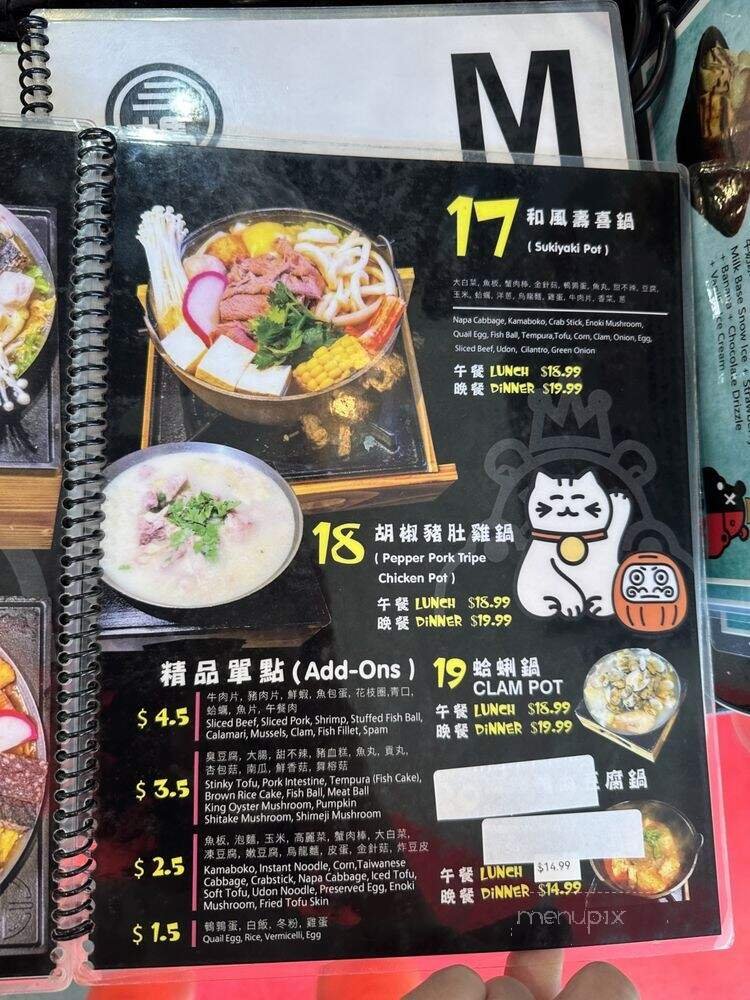 M
17 和風壽喜鍋
( Sukiyaki Pot )
大白菜, 魚板, 蟹肉棒, 金針菇, 鵪鶉蛋, 魚丸, 甜不辣, 豆腐,
玉米, 蛤蠣, 洋蔥, 烏龍麵, 雞蛋, 牛肉片, 香菜, 蔥
Napa Cabbage, Kamaboko, Crab Stick, Enoki Mushroom,
Quail Egg, Fish Ball, Tempura,Tofu, Corn, Clam, Onion, Egg,
Sliced Beef, Udon, Cilantro, Green Onion
午餐 LUNCH $18.99
晚餐 DiNNER $19.99
18 胡椒豬肚雞鍋
( Pepper Pork Tripe
Chicken Pot )
午餐 LUNCH $18.99
晚餐 DiNNER $19.99
19 蛤蜊鍋
CLAM POT
午餐 LUNCH $18.99
晚餐 DiNNER $19.99
豆腐鍋
午餐 LUNCH $14.99
晚餐 DiNNER $14.99
精品單點 (Add-Ons )
$ 4.5
牛肉片, 豬肉片, 鮮蝦, 魚包蛋, 花枝圈,青口,
蛤蠣, 魚片, 午餐肉
Sliced Beef, Sliced Pork, Shrimp, Stuffed Fish Ball,
Calamari, Mussels, Clam, Fish Fillet, Spam
$ 3.5
臭豆腐, 大腸, 甜不辣, 豬血糕, 魚丸, 貢丸,
杏包菇, 南瓜, 鮮香菇, 舞榕菇
Stinky Tofu, Pork Intestine, Tempura (Fish Cake),
Brown Rice Cake, Fish Ball, Meat Ball
King Oyster Mushroom, Pumpkin
Shitake Mushroom, Shimeji Mushroom
$ 2.5
魚板, 泡麵, 玉米, 高麗菜, 蟹肉棒, 大白菜,
凍豆腐, 嫩豆腐, 烏龍麵, 皮蛋, 金針菇, 炸豆皮
Kamaboko, Instant Noodle, Corn,Taiwanese
Cabbage, Crabstick, Napa Cabbage, Iced Tofu,
Soft Tofu, Udon Noodle, Preserved Egg, Enoki
Mushroom, Fried Tofu Skin
$ 1.5
鵪鶉蛋, 白飯, 冬粉, 雞蛋
Quail Egg, Rice, Vermicelli, Egg
Milk Base Snow Ice +
+ Banana + Chocolate Drizzle
menupix